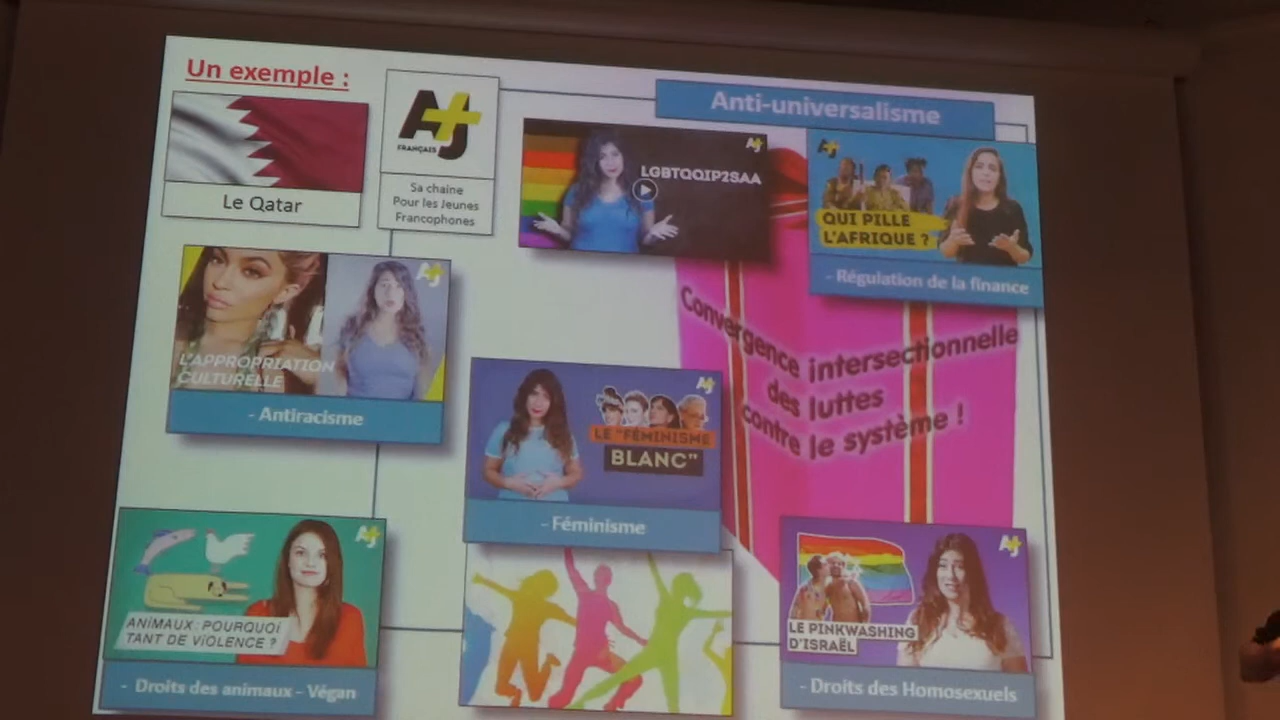 Un exemple :
Le Qatar
AJ+
FRANÇAIS
Sa chaine
Pour les Jeunes
Francophones
Anti-universalisme
LGBTQQIP2SAA
QUI PILLE
L'AFRIQUE ?
- Régulation de la finance
L'APPROPRIATION
CULTURELLE
- Antiracisme
Convergence intersectionnelle
des luttes
contre le système !
LE "FÉMINISME
BLANC"
- Féminisme
ANIMAUX : POURQUOI
TANT DE VIOLENCE ?
- Droits des animaux – Végan
LE PINKWASHING
D'ISRAËL
- Droits des Homosexuels